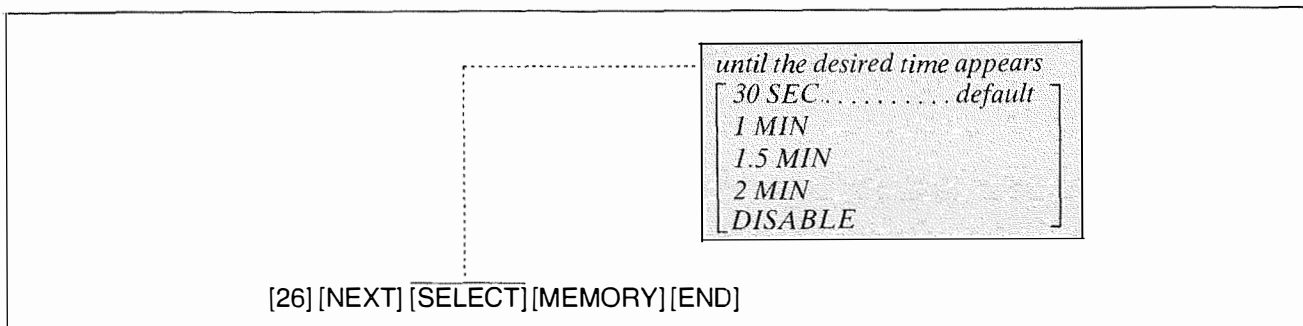 until the desired time appears
30 SEC.......... default
1 MIN
1.5 MIN
2 MIN
DISABLE
[26] [NEXT] [SELECT] [MEMORY] [END]